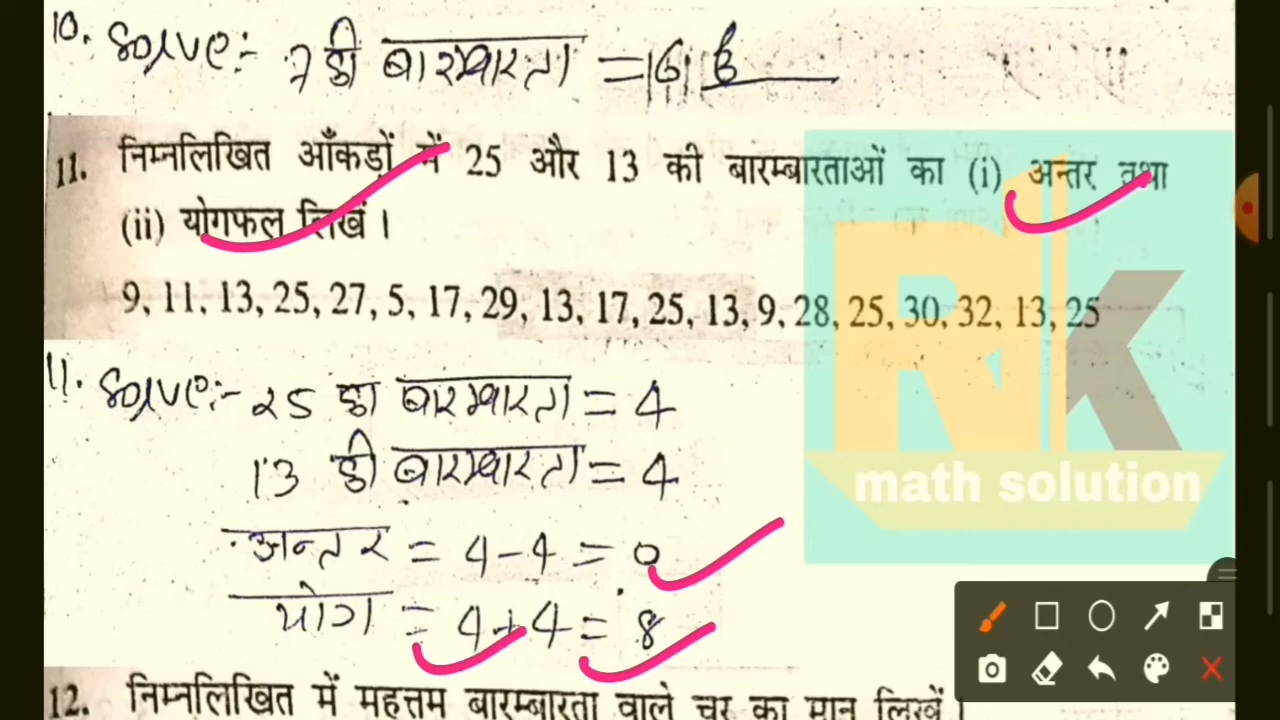 10. Solve:- 7 की बारम्बारता =
11. निम्नलिखित आँकड़ों में 25 और 13 की बारम्बारताओं का (i) अन्तर तथा
(ii) योगफल लिखें।
9, 11, 13, 25, 27, 5, 17, 29, 13, 17, 25, 13, 9, 28, 25, 30, 32, 13, 25
11. Solve:- 25 का बारम्बारता = 4
13 की बारम्बारता = 4
अन्तर = 4-4 = 0
योग = 4+4 = 8
12. निम्नलिखित में महत्तम बारम्बारता वाले चर का मान लिखें।
RK
math solution